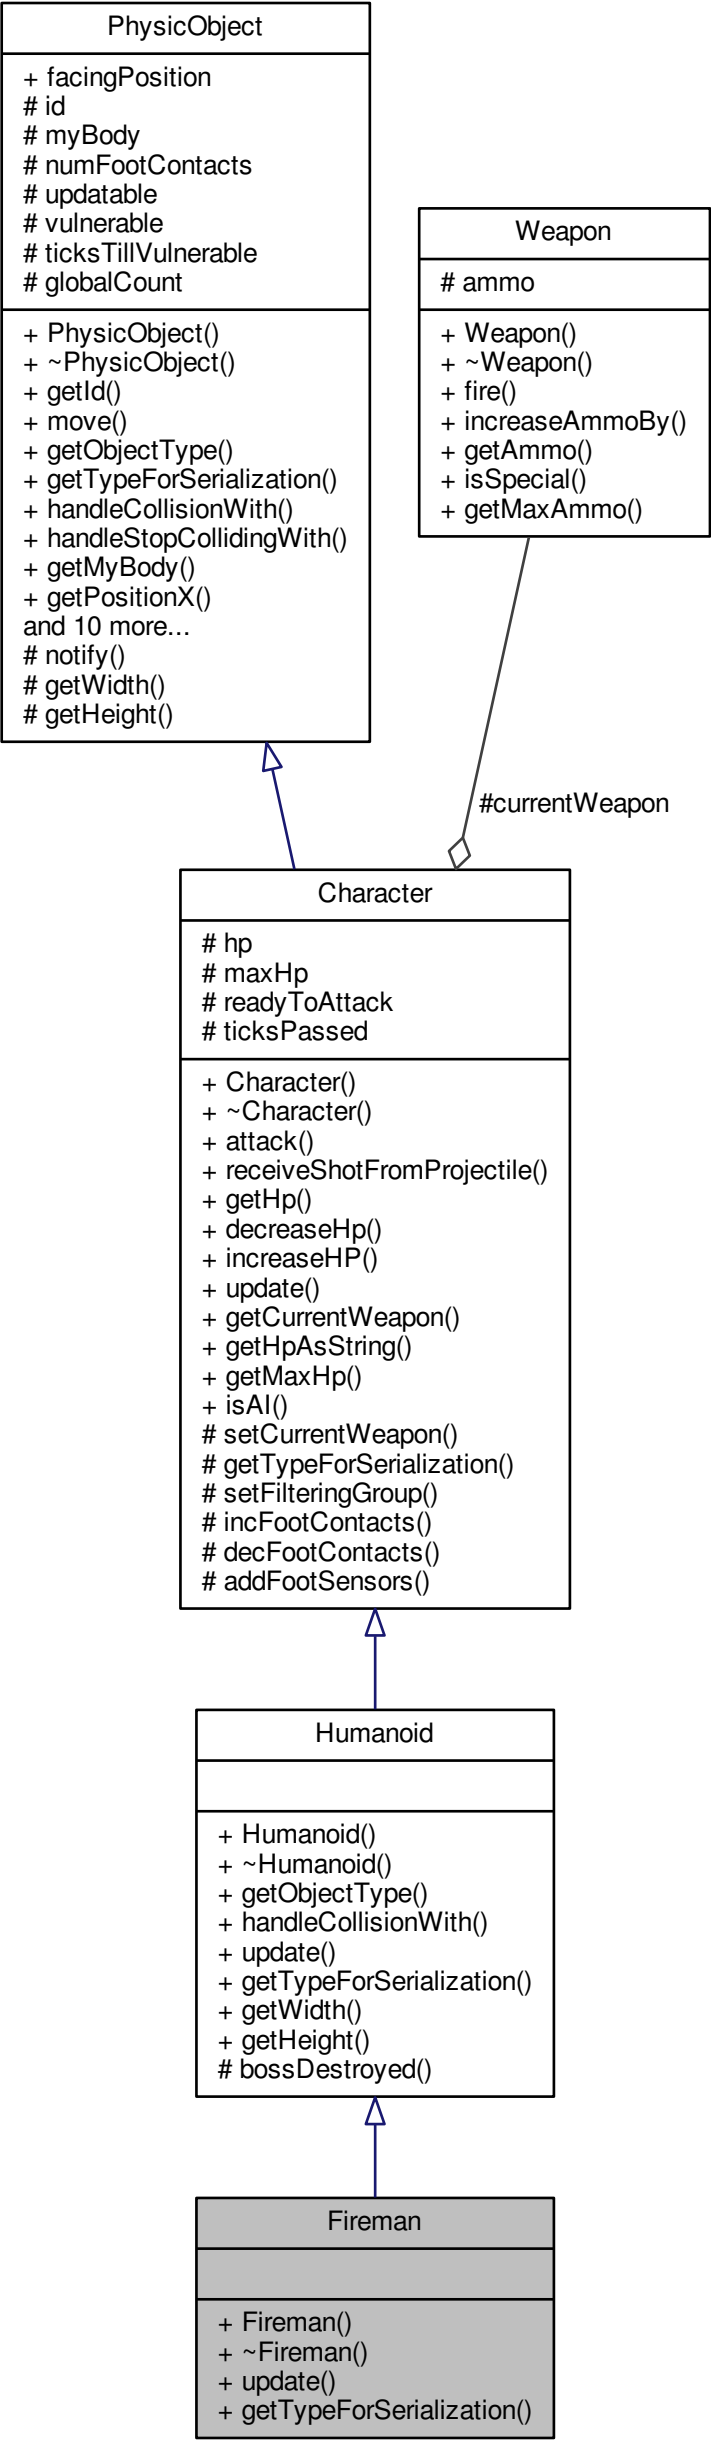 PhysicObject
+ facingPosition
# id
# myBody
# numFootContacts
# updatable
# vulnerable
# ticksTillVulnerable
# globalCount
+ PhysicObject()
+ ~PhysicObject()
+ getId()
+ move()
+ getObjectType()
+ getTypeForSerialization()
+ handleCollisionWith()
+ handleStopCollidingWith()
+ getMyBody()
+ getPositionX()
and 10 more...
# notify()
# getWidth()
# getHeight()
Weapon
# ammo
+ Weapon()
+ ~Weapon()
+ fire()
+ increaseAmmoBy()
+ getAmmo()
+ isSpecial()
+ getMaxAmmo()
#currentWeapon
Character
# hp
# maxHp
# readyToAttack
# ticksPassed
+ Character()
+ ~Character()
+ attack()
+ receiveShotFromProjectile()
+ getHp()
+ decreaseHp()
+ increaseHP()
+ update()
+ getCurrentWeapon()
+ getHpAsString()
+ getMaxHp()
+ isAI()
# setCurrentWeapon()
# getTypeForSerialization()
# setFilteringGroup()
# incFootContacts()
# decFootContacts()
# addFootSensors()
Humanoid
+ Humanoid()
+ ~Humanoid()
+ getObjectType()
+ handleCollisionWith()
+ update()
+ getTypeForSerialization()
+ getWidth()
+ getHeight()
# bossDestroyed()
Fireman
+ Fireman()
+ ~Fireman()
+ update()
+ getTypeForSerialization()